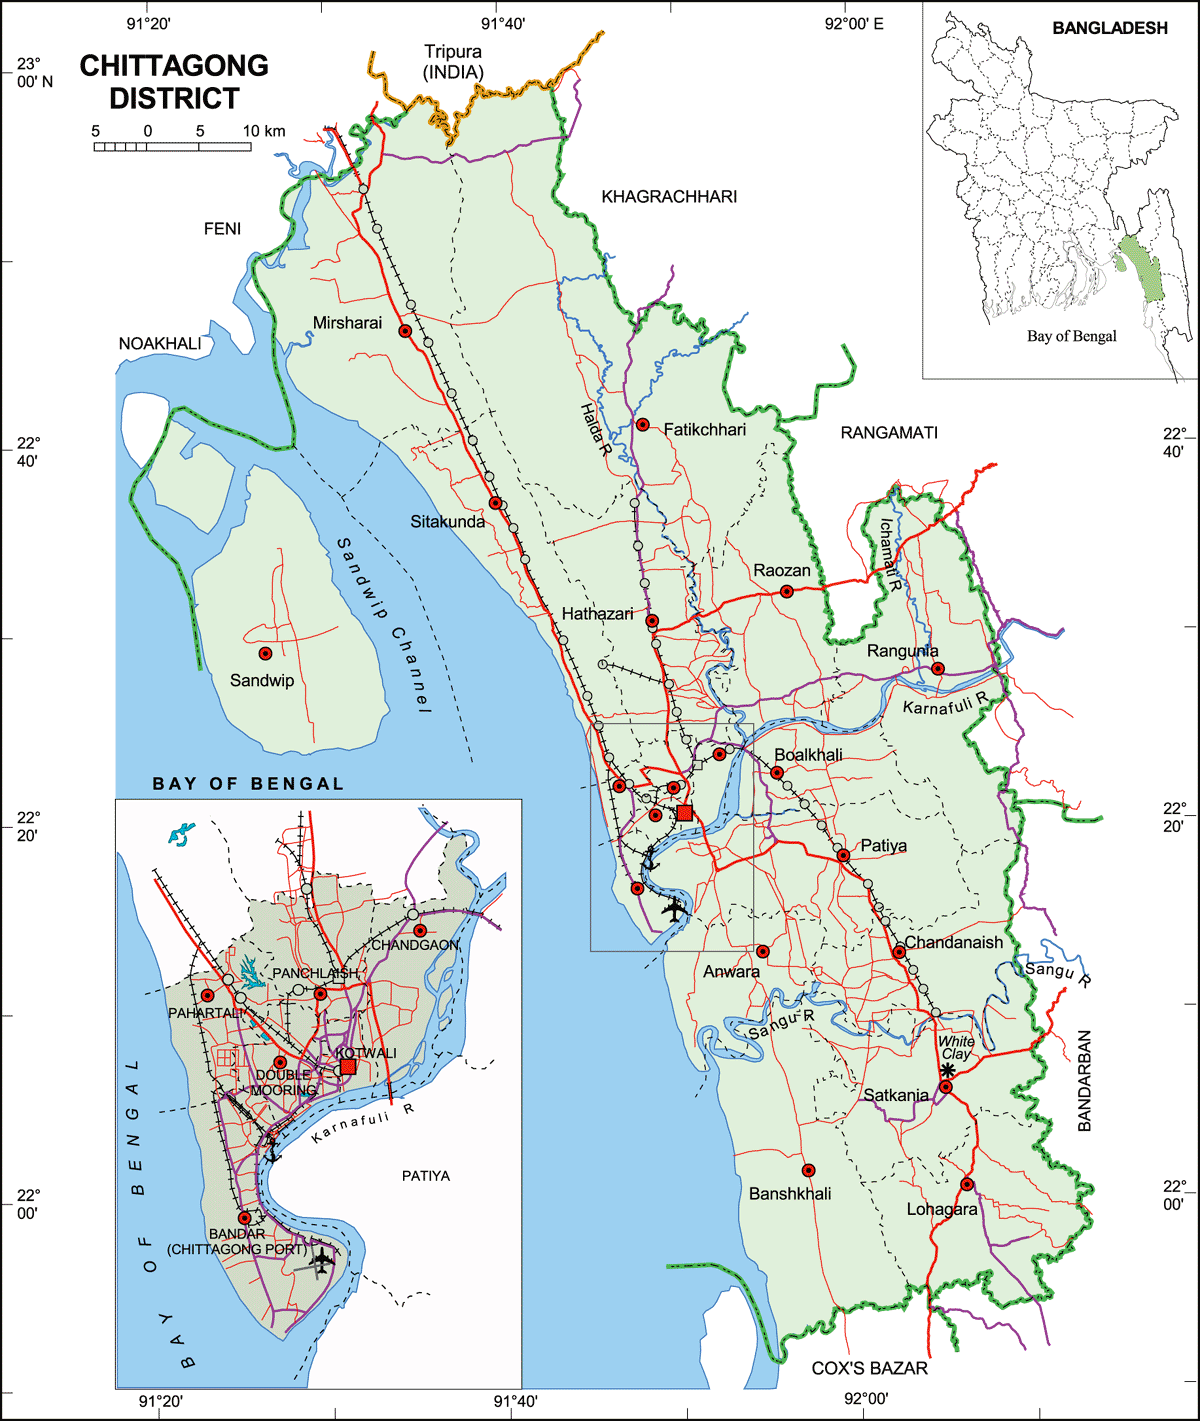 91°20'
91°40'
92°00' E
23°
00' N
CHITTAGONG
DISTRICT
5 0 5 10 km
Tripura
(INDIA)
BANGLADESH
Bay of Bengal
KHAGRACHHARI
FENI
NOAKHALI
Mirsharai
Halda R
Fatikchhari
RANGAMATI
22°
40'
22°
40'
Sitakunda
Ichamati R
Sandwip Channel
Raozan
Hathazari
Rangunia
Sandwip
Karnafuli R
Boalkhali
BAY OF BENGAL
22°
20'
22°
20'
Patiya
CHANDGAON
PANCHLAISH
Chandanaish
Anwara
Sangu R
PAHARTALI
Sangu R
KOTWALI
White
Clay
DOUBLE
MOORING
Satkania
BANDARBAN
Karnafuli R
BAY OF BENGAL
PATIYA
Banshkhali
22°
00'
22°
00'
Lohagara
BANDAR
(CHITTAGONG PORT)
COX'S BAZAR
91°20'
91°40'
92°00'